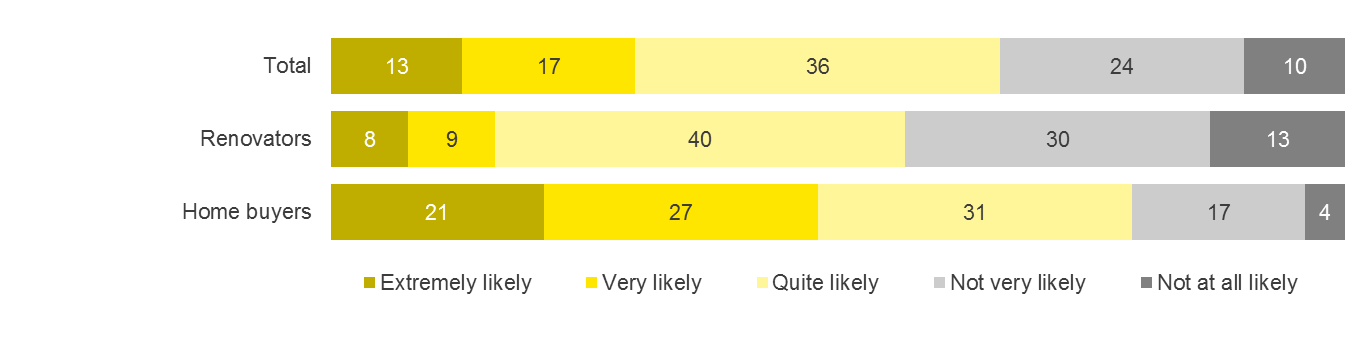 Total 13 17 36 24 10
Renovators 8 9 40 30 13
Home buyers 21 27 31 17 4
Extremely likely Very likely Quite likely Not very likely Not at all likely